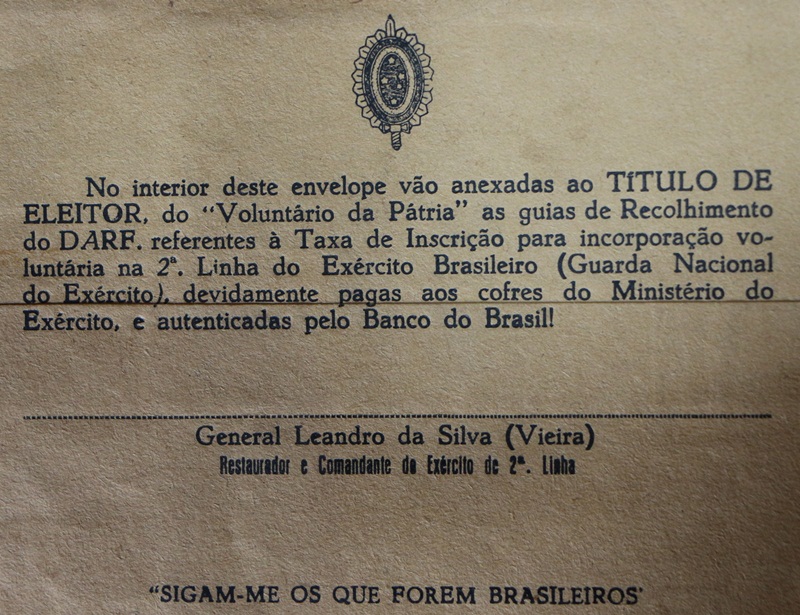 No interior deste envelope vão anexadas ao TÍTULO DE
ELEITOR, do “Voluntário da Pátria” as guias de Recolhimento
do DARF. referentes à Taxa de Inscrição para incorporação vo-
luntária na 2ª. Linha do Exército Brasileiro (Guarda Nacional
do Exército), devidamente pagas aos cofres do Ministério do
Exército, e autenticadas pelo Banco do Brasil!
General Leandro da Silva (Vieira)
Restaurador e Comandante do Exército de 2ª. Linha
“SIGAM-ME OS QUE FOREM BRASILEIROS’